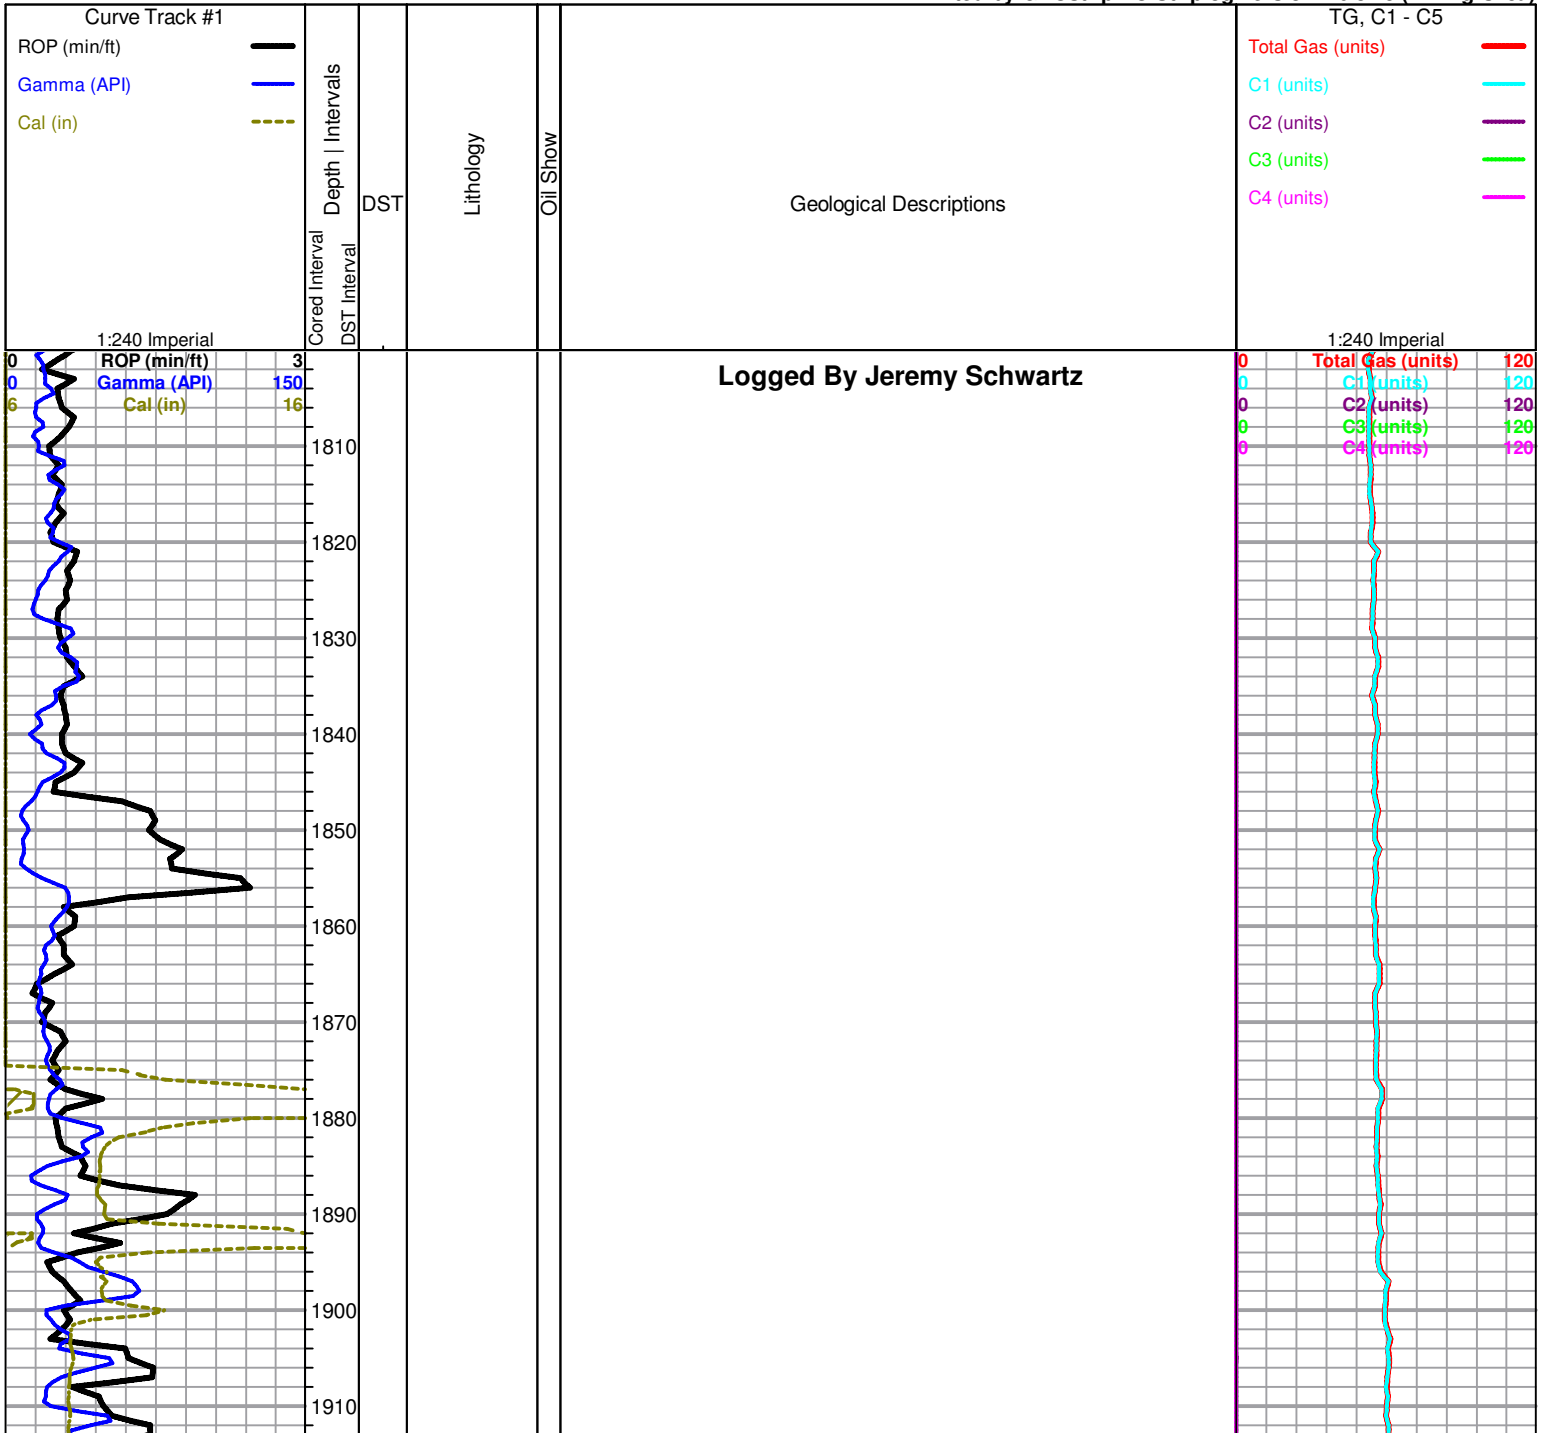 Curve Track #1
ROP (min/ft)
Gamma (API)
Cal (in)
1:240 Imperial
Depth | Intervals
Cored Interval
DST Interval
DST
Lithology
Oil Show
Geological Descriptions
TG, C1 - C5
Total Gas (units)
C1 (units)
C2 (units)
C3 (units)
C4 (units)
1:240 Imperial
0 ROP (min/ft) 3
0 Gamma (API) 150
6 Cal (in) 16
Logged By Jeremy Schwartz
0 Total Gas (units) 120
0 C1 (units) 120
0 C2 (units) 120
0 C3 (units) 120
0 C4 (units) 120
1810
1820
1830
1840
1850
1860
1870
1880
1890
1900
1910